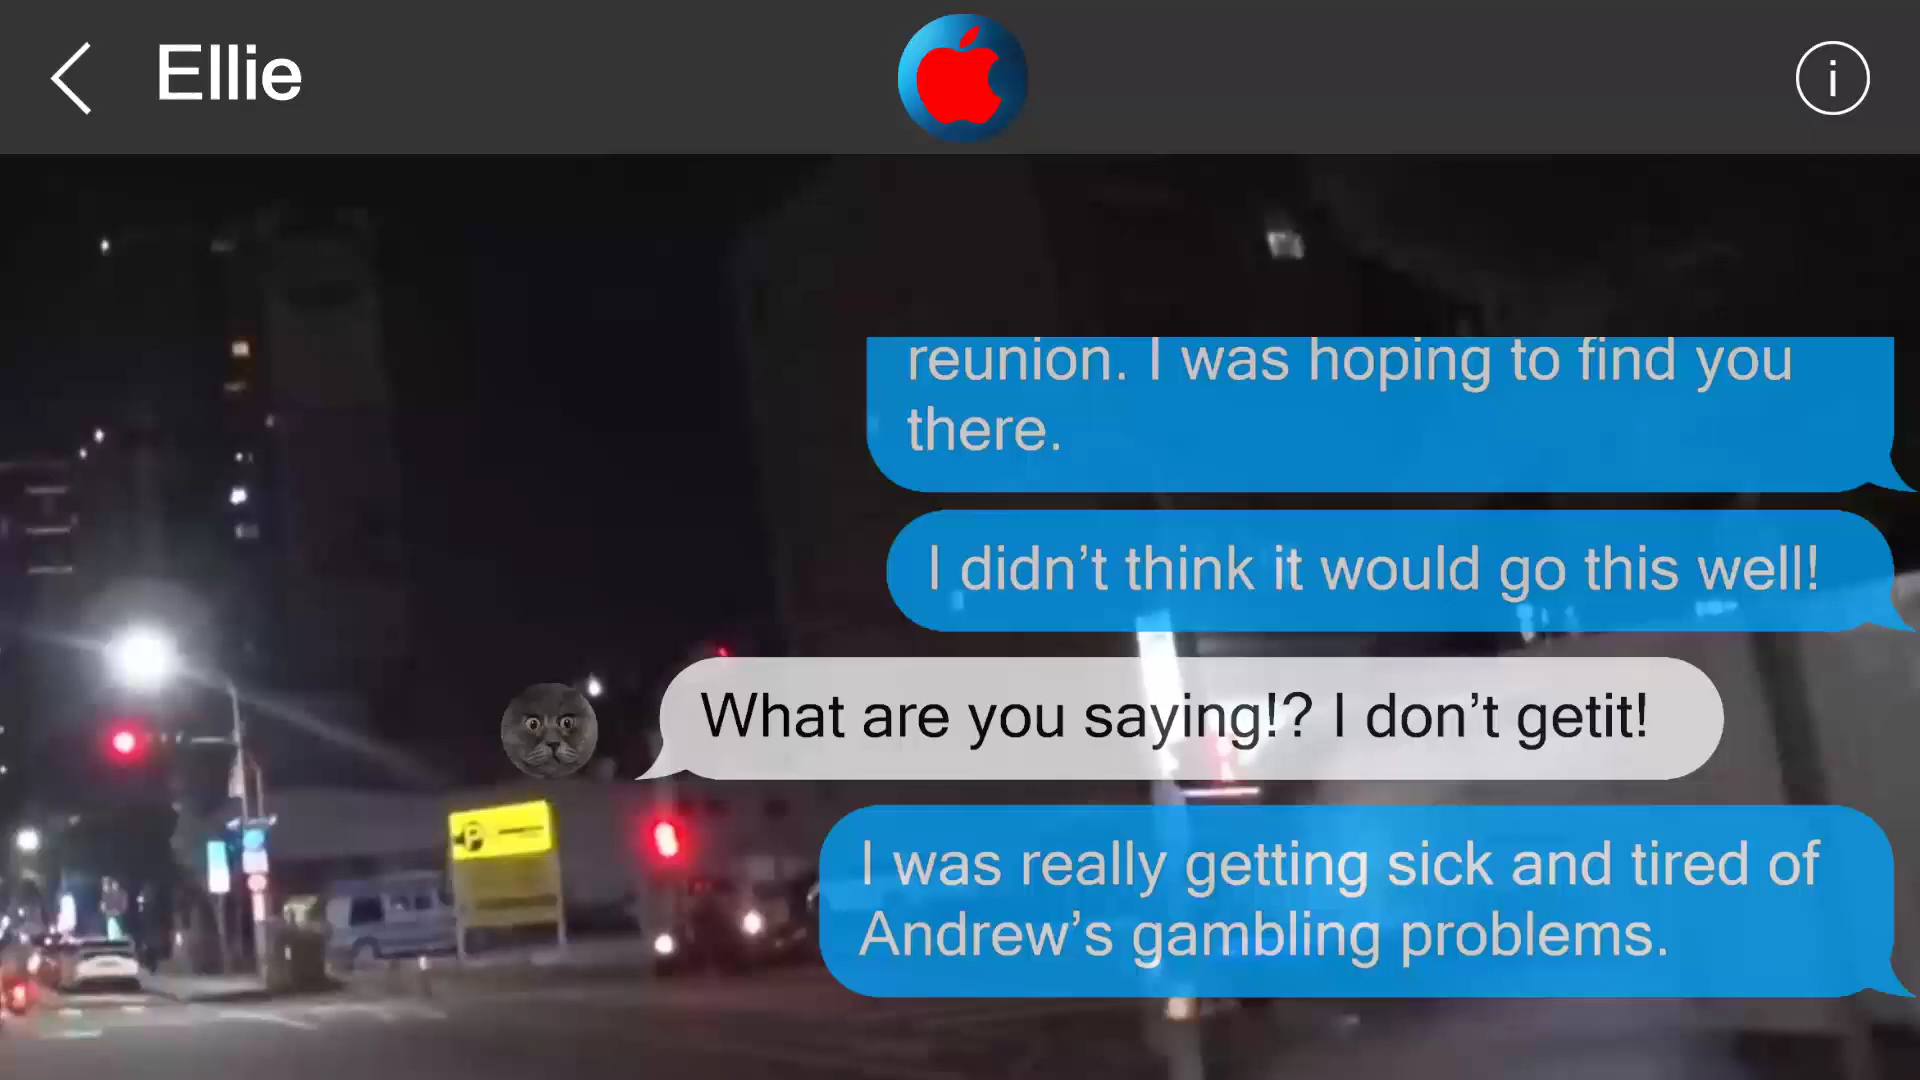 Ellie
reunion. I was hoping to find you
there.
I didn’t think it would go this well!
What are you saying!? I don’t getit!
I was really getting sick and tired of
Andrew’s gambling problems.